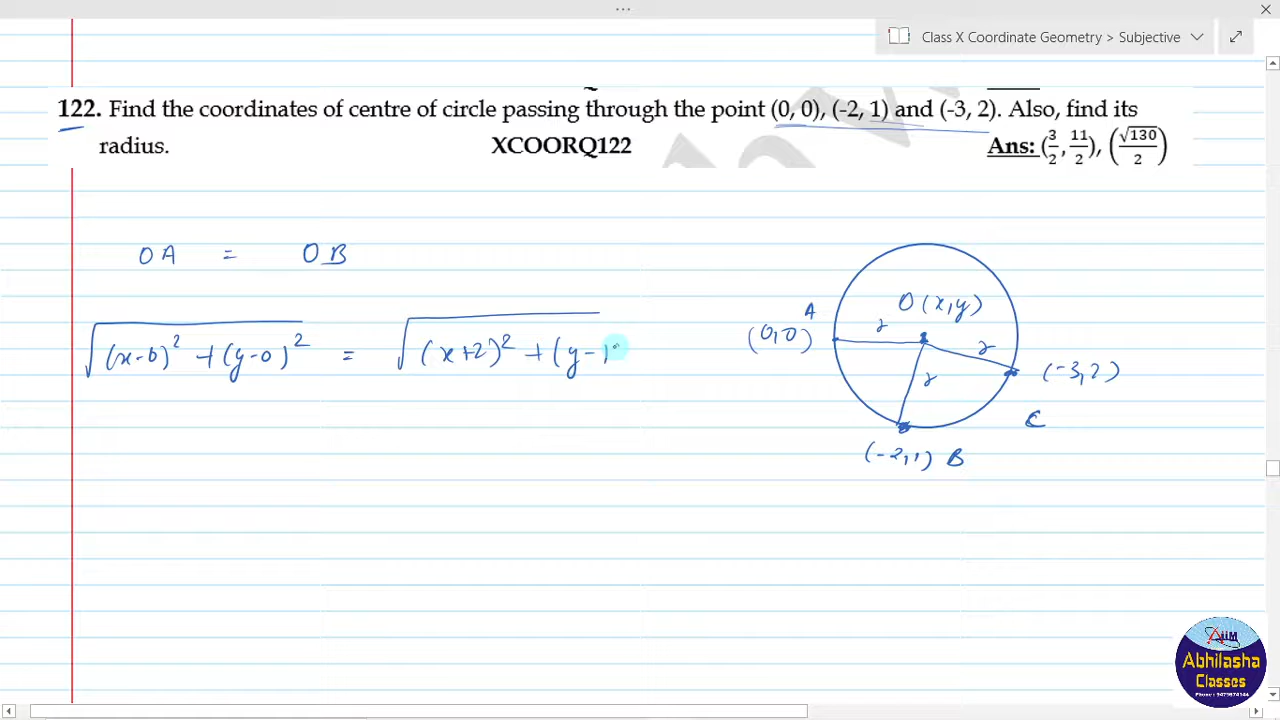 Class X Coordinate Geometry > Subjective
122. Find the coordinates of centre of circle passing through the point (0, 0), (-2, 1) and (-3, 2). Also, find its
radius. XCOORQ122 Ans: (3/2, 11/2), (√130/2)
OA = OB
√(x-0)² + (y-0)² = √(x+2)² + (y-1)
O(x,y)
A
(0,0)
r
r
r
(-3,2)
C
(-2,1) B
AIM
Abhilasha
Classes